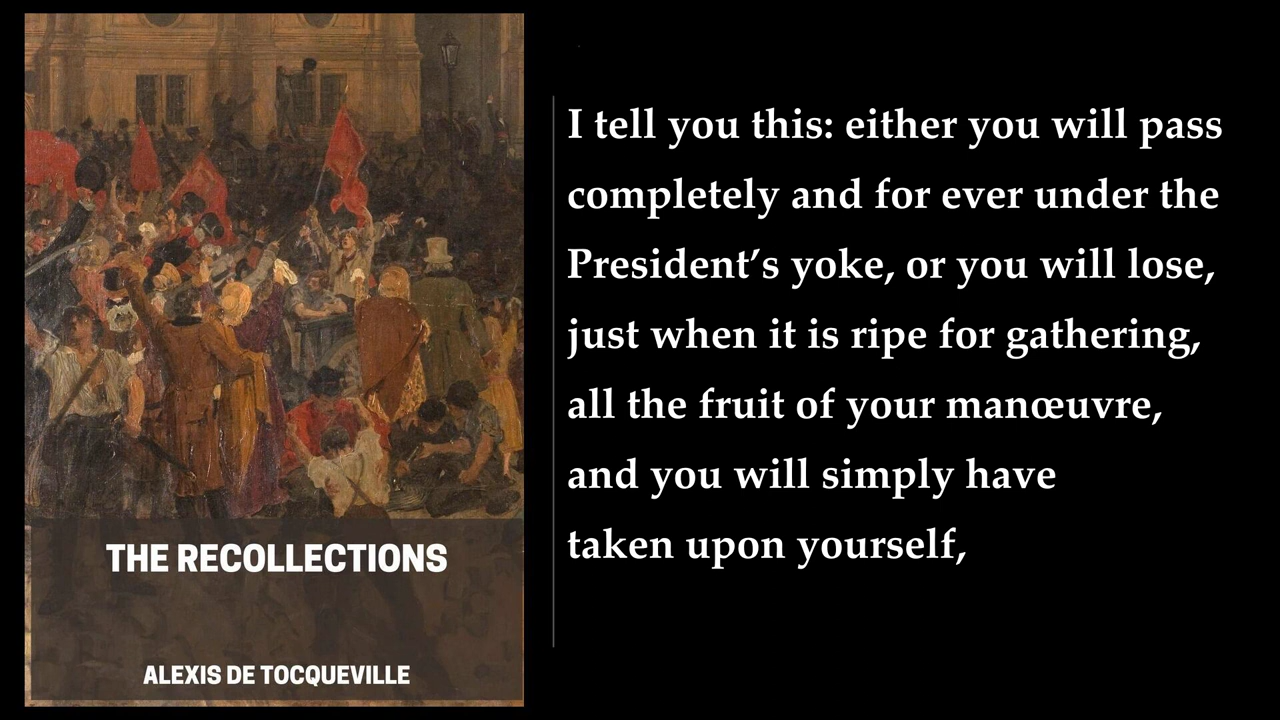 THE RECOLLECTIONS
ALEXIS DE TOCQUEVILLE
I tell you this: either you will pass
completely and for ever under the
President’s yoke, or you will lose,
just when it is ripe for gathering,
all the fruit of your manœuvre,
and you will simply have
taken upon yourself,